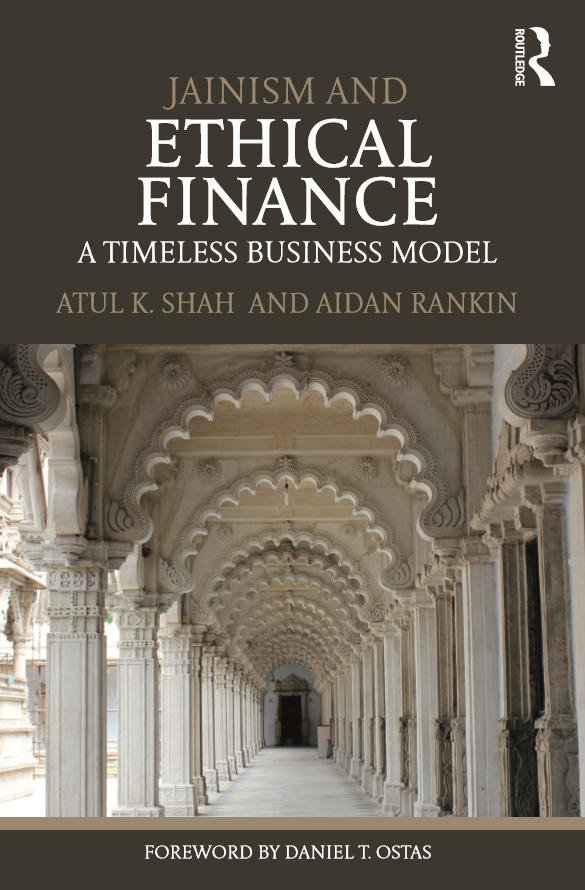 ROUTLEDGE
JAINISM AND
ETHICAL
FINANCE
A TIMELESS BUSINESS MODEL
ATUL K. SHAH AND AIDAN RANKIN
FOREWORD BY DANIEL T. OSTAS